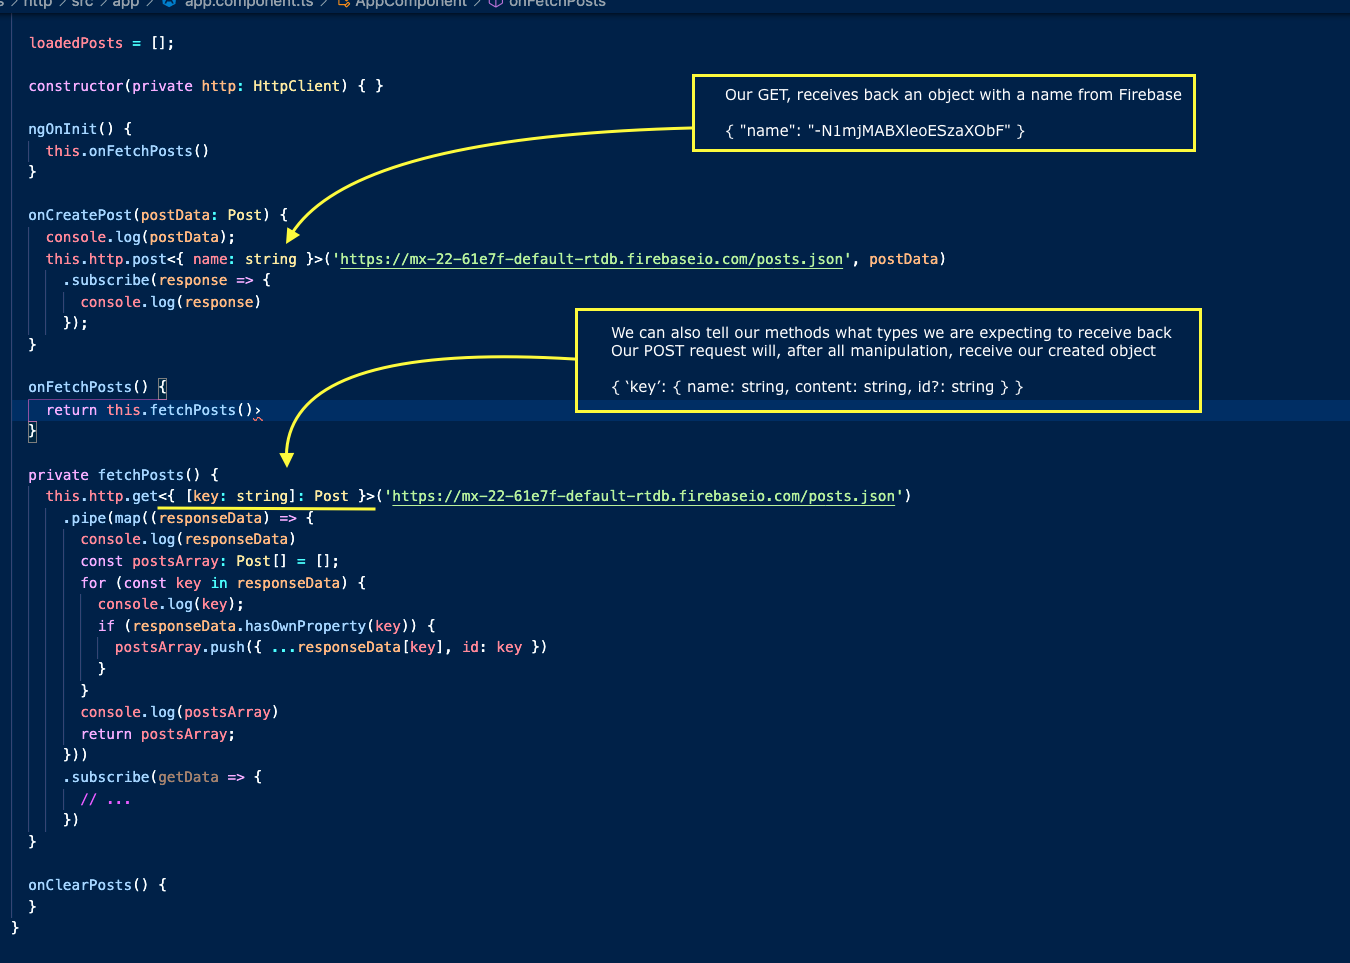 http > src > app > app.component.ts > AppComponent > onFetchPosts
loadedPosts = [];
constructor(private http: HttpClient) { }
Our GET, receives back an object with a name from Firebase
{ "name": "-N1mjMABXleoESzaXObF" }
ngOnInit() {
this.onFetchPosts()
}
onCreatePost(postData: Post) {
console.log(postData);
this.http.post<{ name: string }>('https://mx-22-61e7f-default-rtdb.firebaseio.com/posts.json', postData)
.subscribe(response => {
console.log(response)
});
}
We can also tell our methods what types we are expecting to receive back
Our POST request will, after all manipulation, receive our created object
{ ‘key’: { name: string, content: string, id?: string } }
onFetchPosts() {
return this.fetchPosts()›
}
private fetchPosts() {
this.http.get<{ [key: string]: Post }>('https://mx-22-61e7f-default-rtdb.firebaseio.com/posts.json')
.pipe(map((responseData) => {
console.log(responseData)
const postsArray: Post[] = [];
for (const key in responseData) {
console.log(key);
if (responseData.hasOwnProperty(key)) {
postsArray.push({ ...responseData[key], id: key })
}
}
console.log(postsArray)
return postsArray;
}))
.subscribe(getData => {
// ...
})
}
onClearPosts() {
}
}